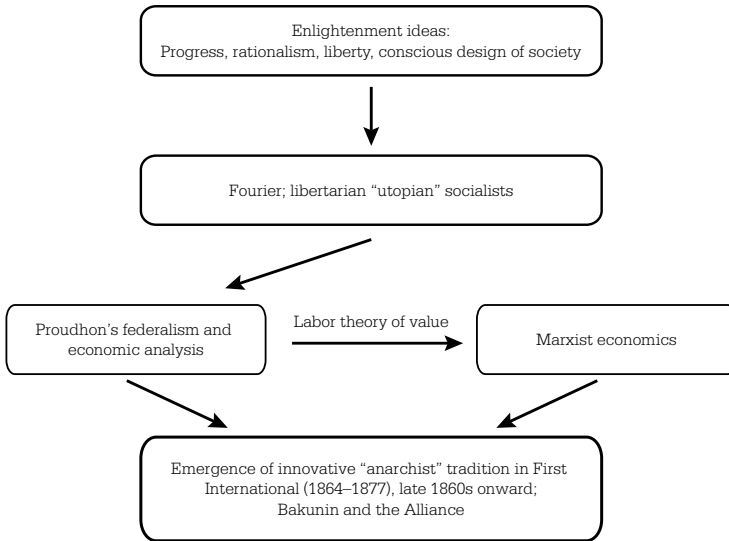 Enlightenment ideas:
Progress, rationalism, liberty, conscious design of society
Fourier; libertarian “utopian” socialists
Proudhon’s federalism and
economic analysis
Labor theory of value
Marxist economics
Emergence of innovative “anarchist” tradition in First
International (1864–1877), late 1860s onward;
Bakunin and the Alliance